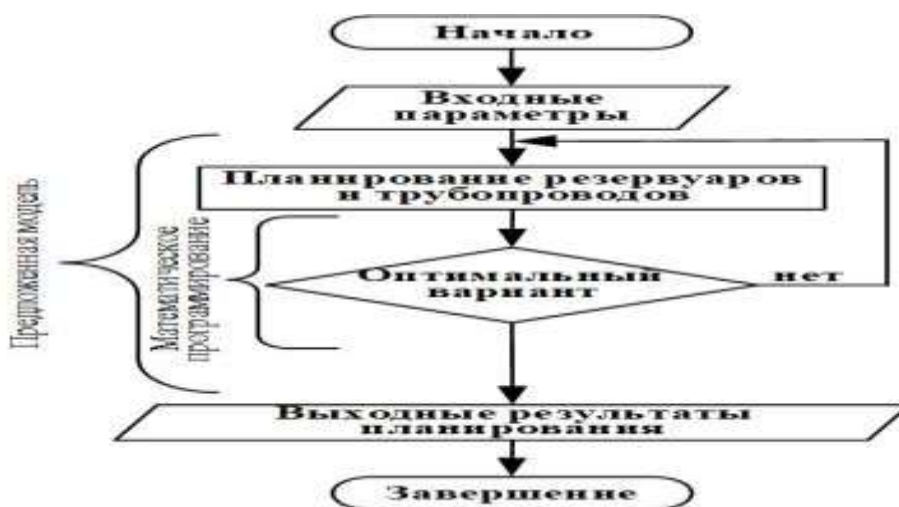 Начало
Входные
параметры
Планирование резервуаров
и трубопроводов
Оптимальный
вариант
нет
Предложенная модель
Математическое
программирование
Выходные результаты
планирования
Завершение